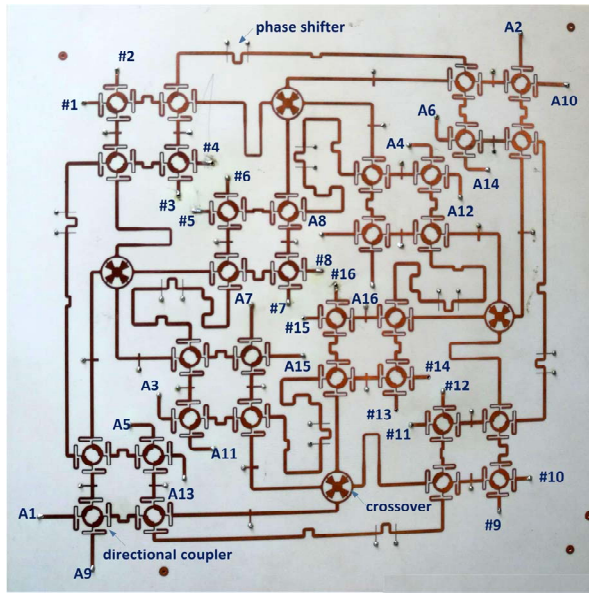 phase shifter
A2
#2
#1
A10
A6
A4
#4
#3
A14
#6
A12
#5
A8
#8
#16
A7
#7
A16
#15
A15
#14
A3
#12
#13
A5
#11
A11
A13
#10
A1
crossover
#9
directional coupler
A9